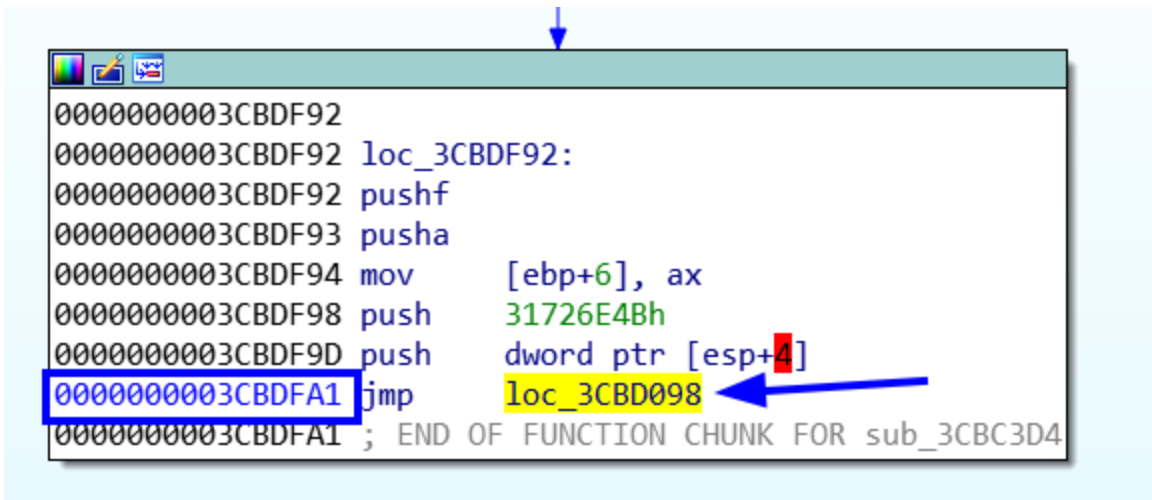 0000000003CBDF92
0000000003CBDF92 loc_3CBDF92:
0000000003CBDF92 pushf
0000000003CBDF93 pusha
0000000003CBDF94 mov [ebp+6], ax
0000000003CBDF98 push 31726E4Bh
0000000003CBDF9D push dword ptr [esp+4]
0000000003CBDFA1 jmp loc_3CBD098
0000000003CBDFA1 ; END OF FUNCTION CHUNK FOR sub_3CBC3D4